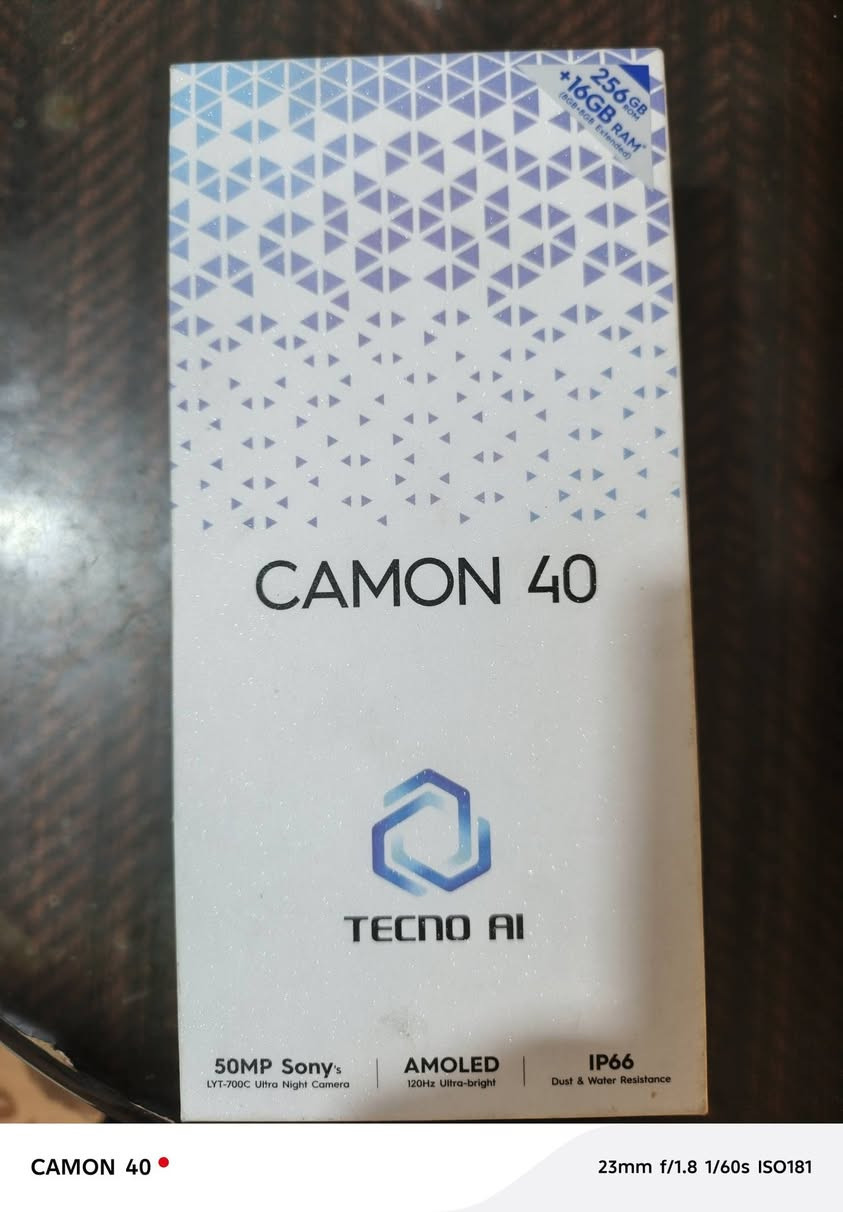 256GB ROM
+16GB RAM*
(8GB+8GB Extended)
CAMON 40
TECNO AI
50MP Sony's
LYT-700C Ultra Night Camera
AMOLED
120Hz Ultra-bright
IP66
Dust & Water Resistance
CAMON 40
23mm f/1.8 1/60s ISO181